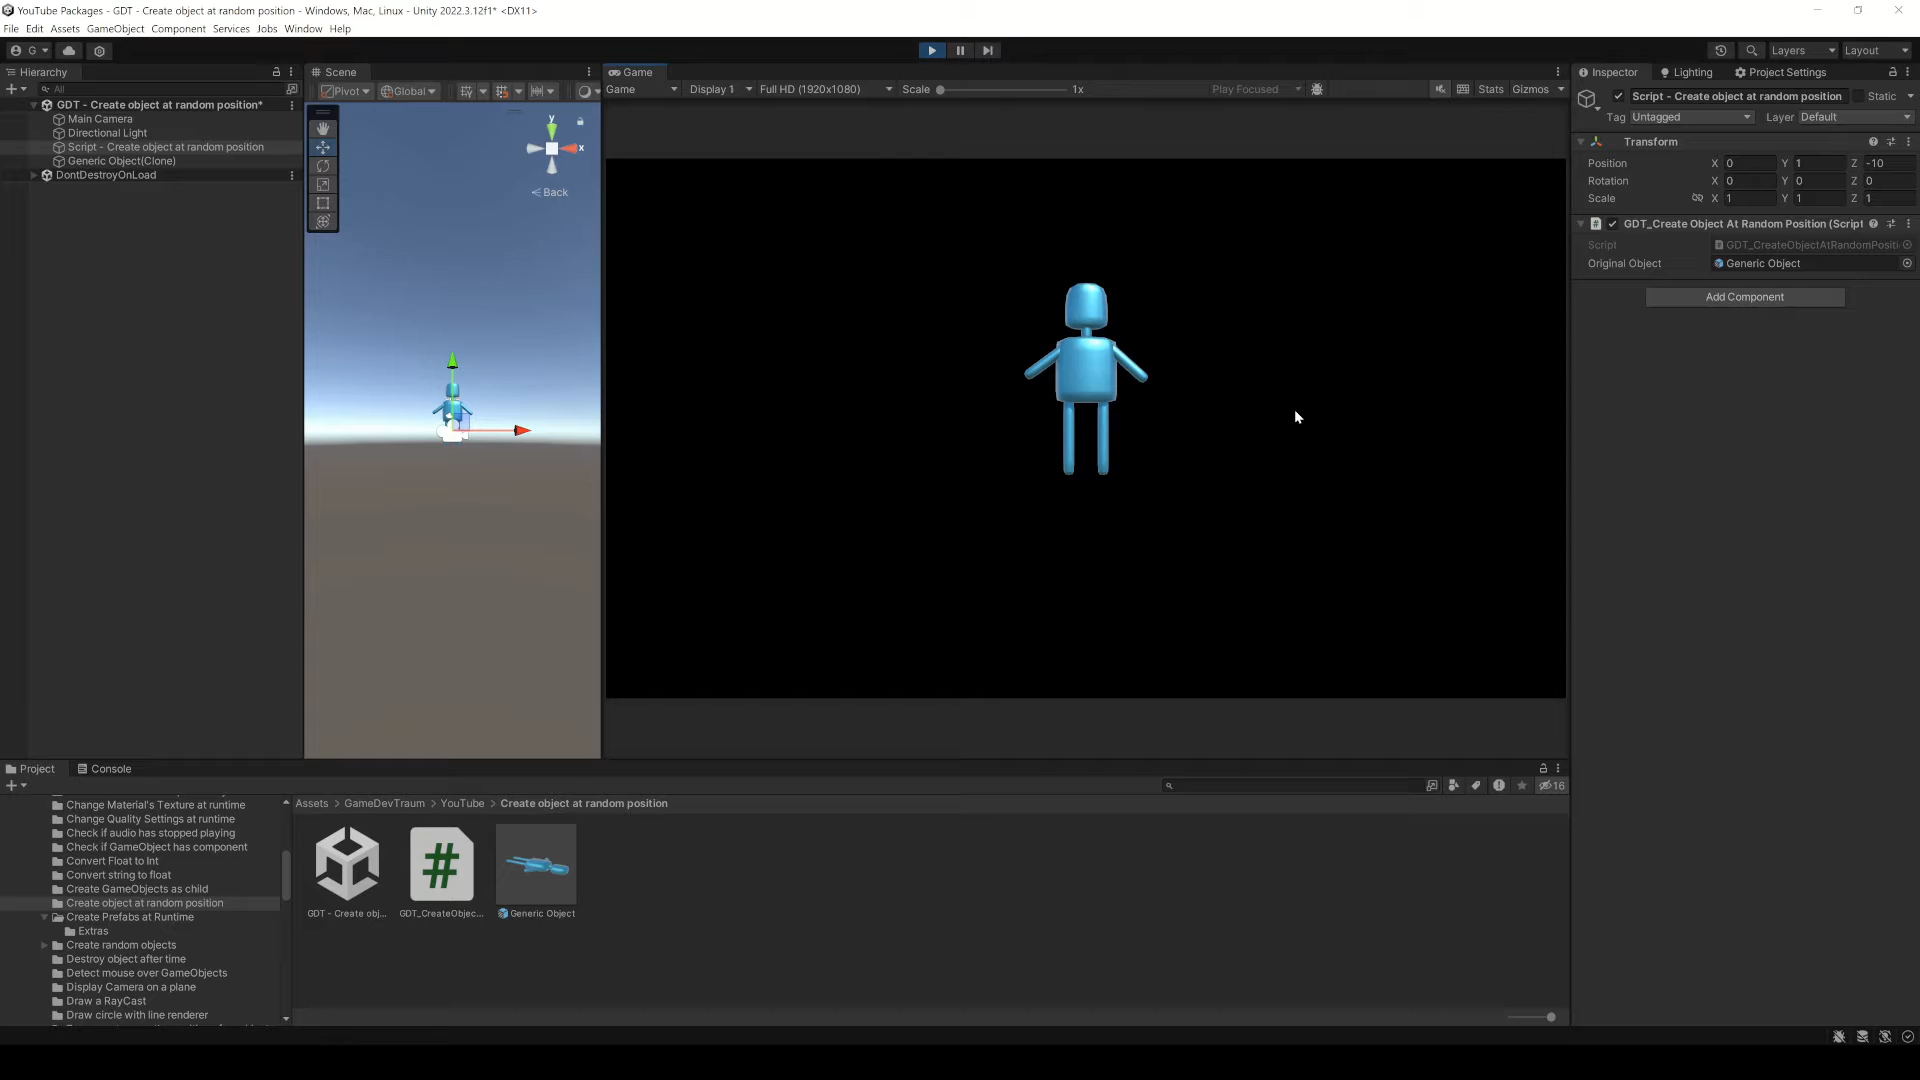 YouTube Packages - GDT - Create object at random position - Windows, Mac, Linux - Unity 2022.3.12f1* <DX11>
File Edit Assets GameObject Component Services Jobs Window Help
G Layers Layout
Hierarchy
All
GDT - Create object at random position*
Main Camera
Directional Light
Script - Create object at random position
Generic Object(Clone)
DontDestroyOnLoad
Scene
Pivot Global
y
x
Back
Game
Game Display 1 Full HD (1920x1080) Scale 1x Play Focused Stats Gizmos
Inspector Lighting Project Settings
Script - Create object at random position Static
Tag Untagged Layer Default
Transform
Position X 0 Y 1 Z -10
Rotation X 0 Y 0 Z 0
Scale X 1 Y 1 Z 1
# GDT_Create Object At Random Position (Script
Script GDT_CreateObjectAtRandomPositi
Original Object Generic Object
Add Component
Project Console
16
Change Material's Texture at runtime
Change Quality Settings at runtime
Check if audio has stopped playing
Check if GameObject has component
Convert Float to Int
Convert string to float
Create GameObjects as child
Create object at random position
Create Prefabs at Runtime
Extras
Create random objects
Destroy object after time
Detect mouse over GameObjects
Display Camera on a plane
Draw a RayCast
Draw circle with line renderer
Assets > GameDevTraum > YouTube > Create object at random position
#
GDT - Create obj... GDT_CreateObjec... Generic Object